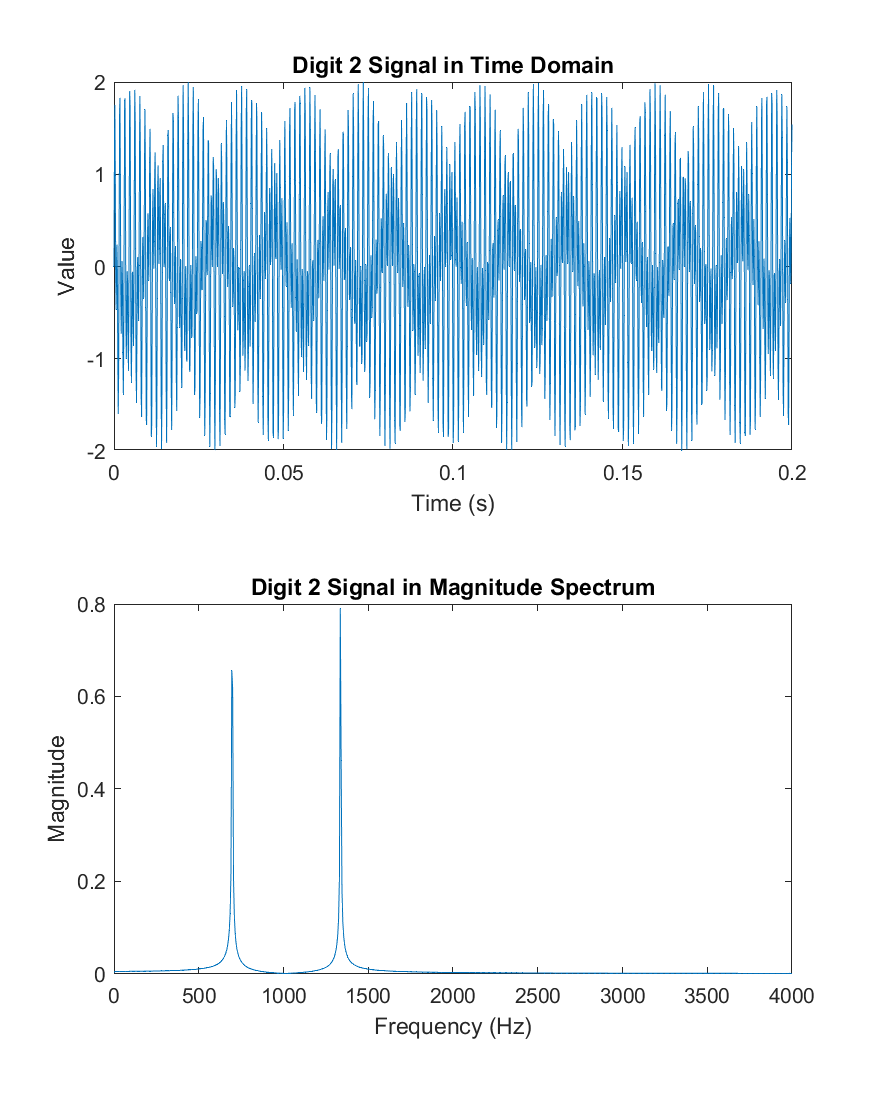 Digit 2 Signal in Time Domain
2
1
0
-1
-2
Value
0 0.05 0.1 0.15 0.2
Time (s)
Digit 2 Signal in Magnitude Spectrum
0.8
0.6
0.4
0.2
0
Magnitude
0 500 1000 1500 2000 2500 3000 3500 4000
Frequency (Hz)